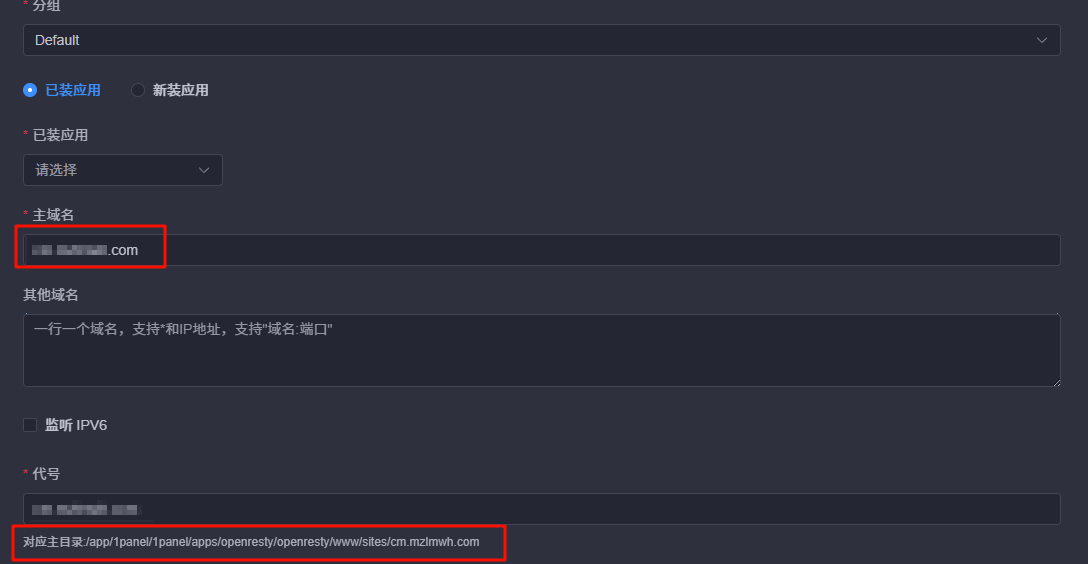 * 分组
Default
已装应用 新装应用
* 已装应用
请选择
* 主域名
.com
其他域名
一行一个域名，支持*和IP地址，支持"域名:端口"
监听 IPV6
* 代号
对应主目录:/app/1panel/1panel/apps/openresty/openresty/www/sites/cm.mzlmwh.com